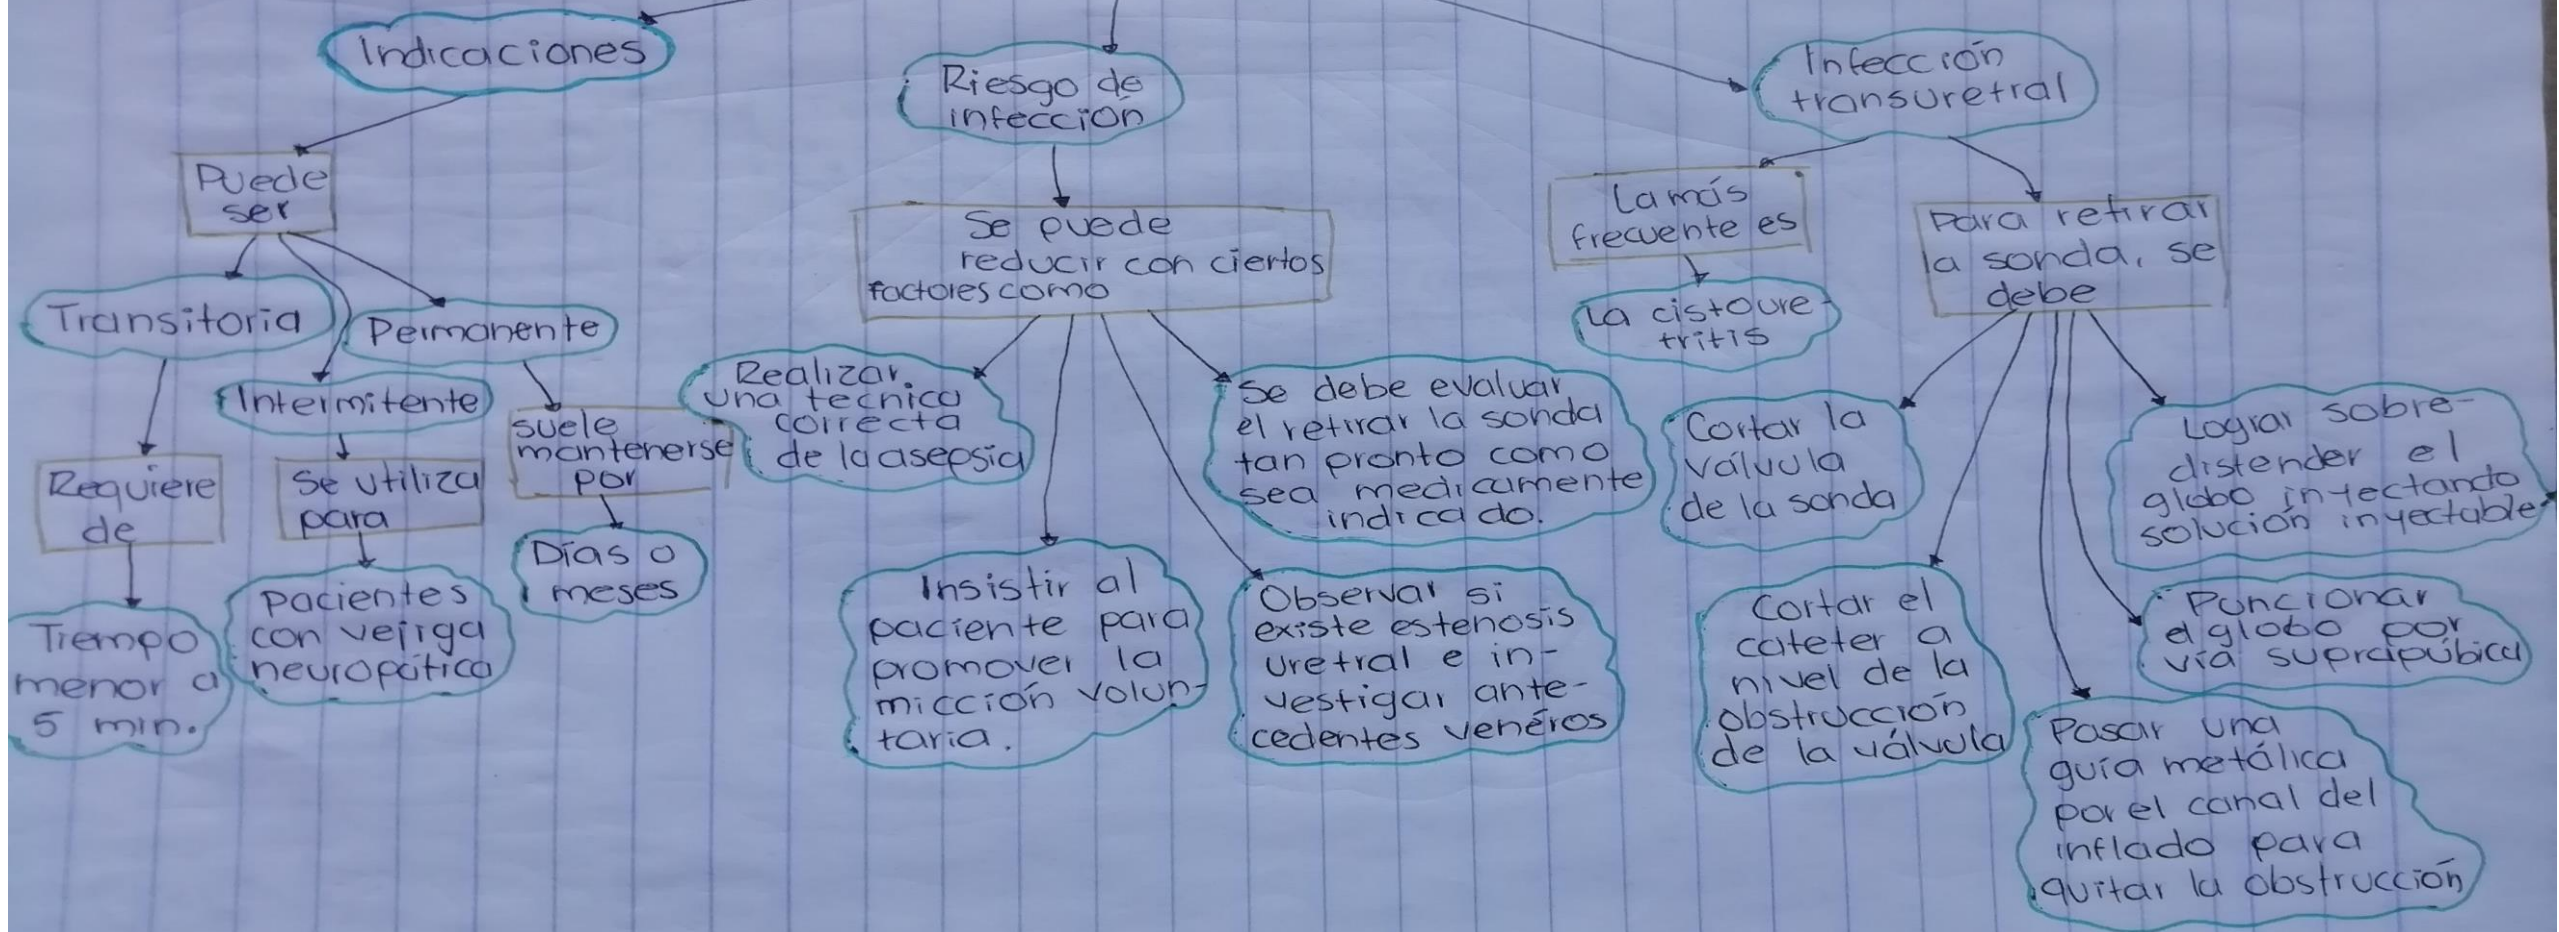 Indicaciones
Puede
ser
Transitoria
Requiere
de
Tiempo
menor a
5 min.
Intermitente
Se utiliza
para
pacientes
con vejiga
neuropática
Permanente
suele
mantenerse
por
Días o
meses
Riesgo de
infección
Se puede
reducir con ciertos
factores como
Realizar
una tecnica
correcta
de la asepsia
Insistir al
paciente para
promover la
micción volun-
taria.
Observar si
existe estenosis
uretral e in-
vestigar ante-
cedentes venéros
Se debe evaluar
el retirar la sonda
tan pronto como
sea medicamente
indicado.
Infección
transuretral
La más
frecuente es
La cistoure-
tritis
Para retirar
la sonda, se
debe
Cortar la
válvula
de la sonda
Cortar el
cateter a
nivel de la
obstrucción
de la válvula
Pasar una
guía metálica
por el canal del
inflado para
quitar la obstrucción
Puncionar
el globo por
vía suprapúbica
Lograr sobre-
distender el
globo inyectando
solución inyectable